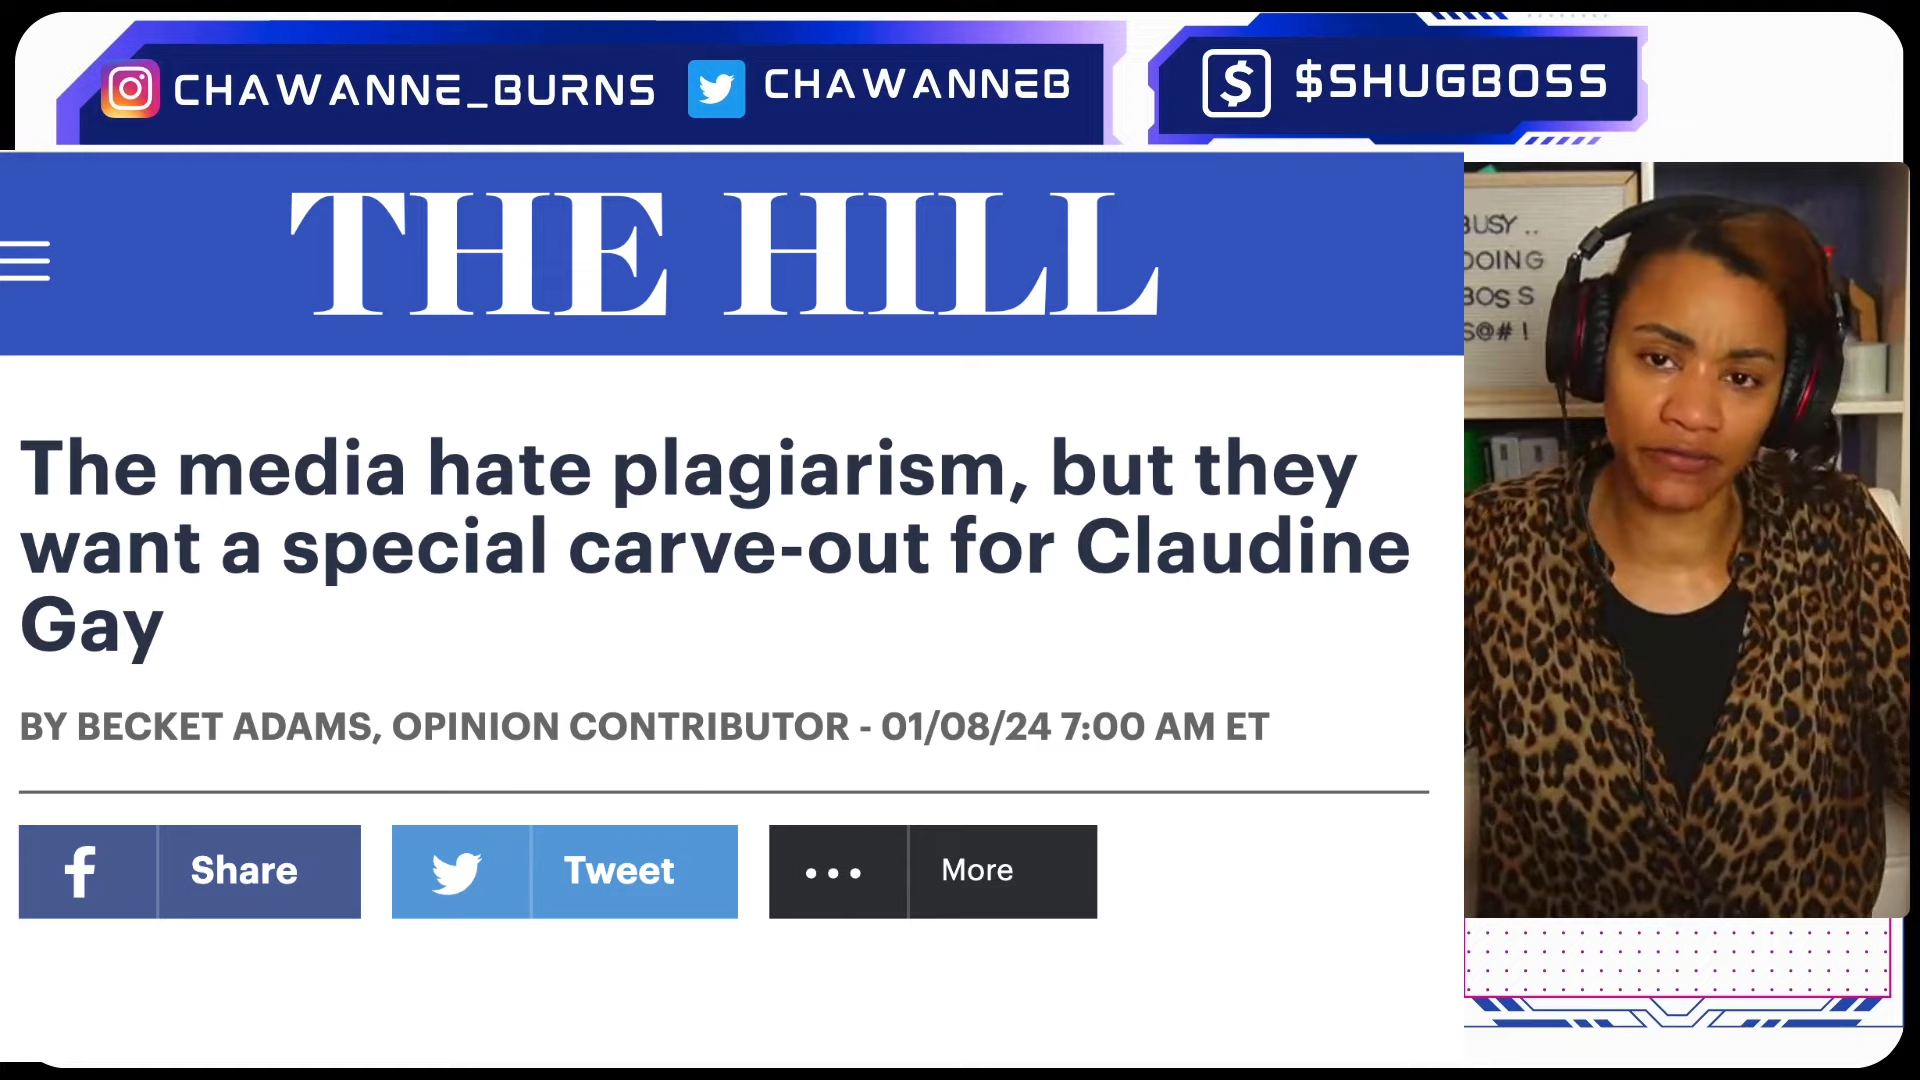 CHAWANNE_BURNS CHAWANNEB $SHUGBOSS
THE HILL
BUSY ..
DOING
BOSS
S@#!
The media hate plagiarism, but they
want a special carve-out for Claudine
Gay
BY BECKET ADAMS, OPINION CONTRIBUTOR - 01/08/24 7:00 AM ET
Share Tweet More